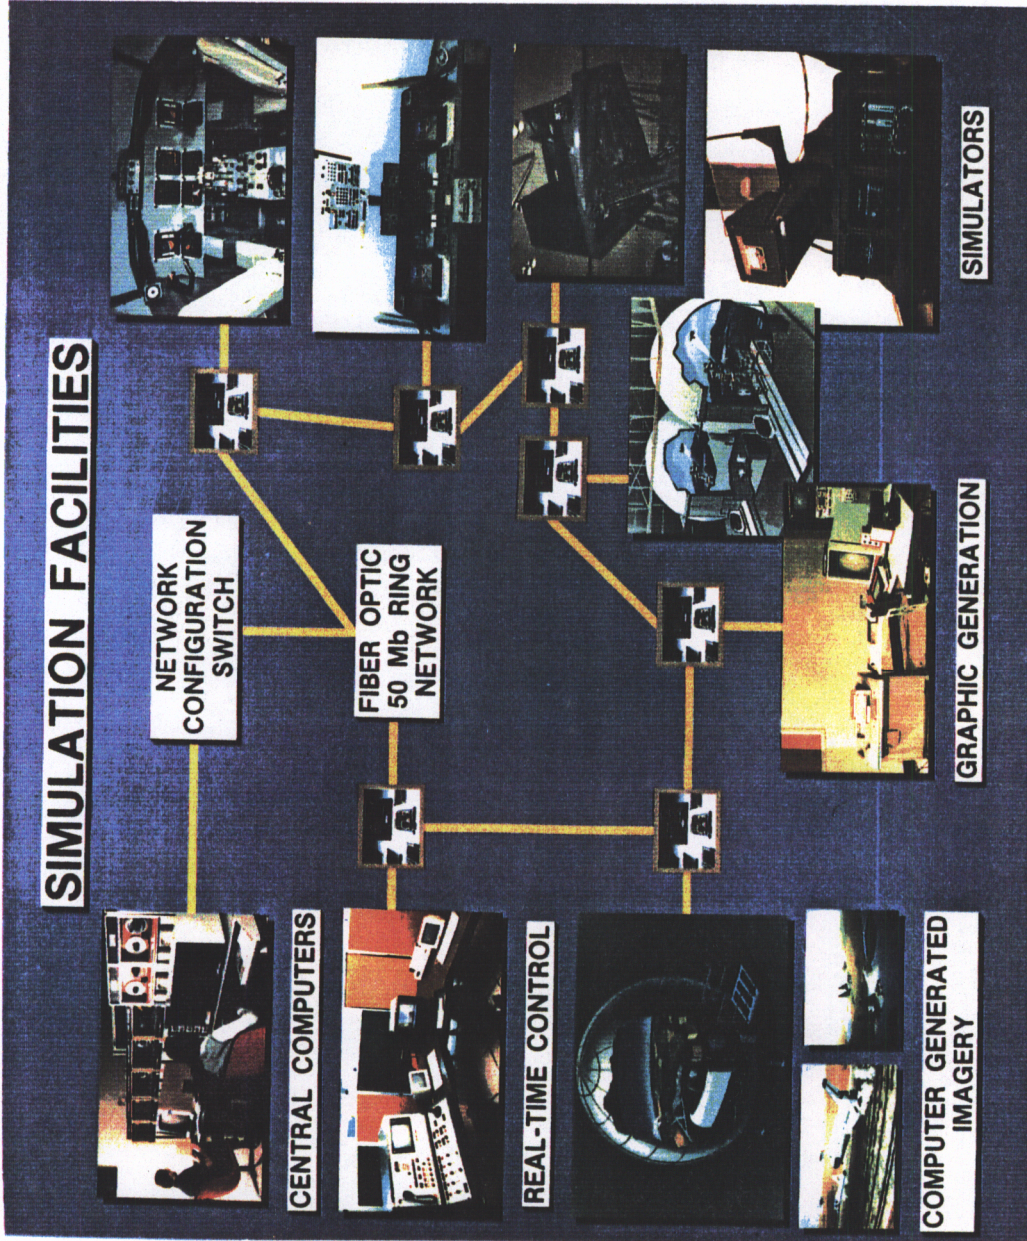 SIMULATION FACILITIES
NETWORK
CONFIGURATION
SWITCH
CENTRAL COMPUTERS
FIBER OPTIC
50 Mb RING
NETWORK
REAL-TIME CONTROL
COMPUTER GENERATED
IMAGERY
GRAPHIC GENERATION
SIMULATORS